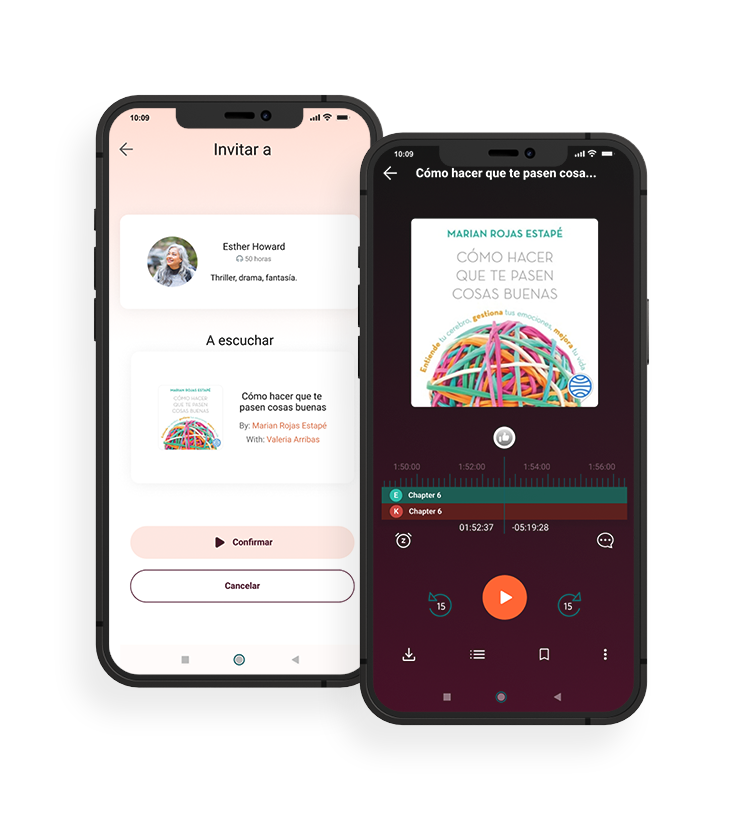 10:09
Invitar a
Esther Howard
50 horas
Thriller, drama, fantasía.
A escuchar
MARIAN ROJAS ESTAPÉ
CÓMO HACER
QUE TE PASEN
COSAS BUENAS
Cómo hacer que te
pasen cosas buenas
By: Marian Rojas Estapé
With: Valeria Arribas
Confirmar
Cancelar
10:09
Cómo hacer que te pasen cosa...
MARIAN ROJAS ESTAPÉ
CÓMO HACER
QUE TE PASEN
COSAS BUENAS
Entiende tu cerebro, gestiona tus emociones, mejora tu vida
1:50:00 1:52:00 1:54:00 1:56:00
E Chapter 6
K Chapter 6
01:52:37 -05:19:28
z
15 15